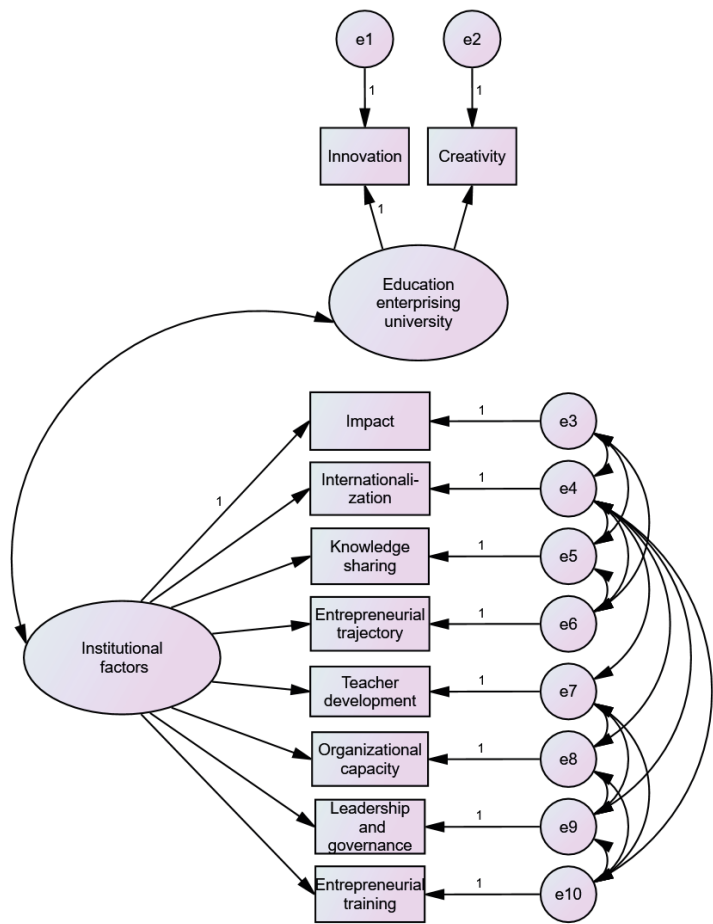 e1
e2
1
1
Innovation
Creativity
1
Education
enterprising
university
Impact
1
e3
1
Internationali-
zation
1
e4
Knowledge
sharing
1
e5
Entrepreneurial
trajectory
1
e6
Institutional
factors
Teacher
development
1
e7
Organizational
capacity
1
e8
Leadership
and
governance
1
e9
Entrepreneurial
training
1
e10